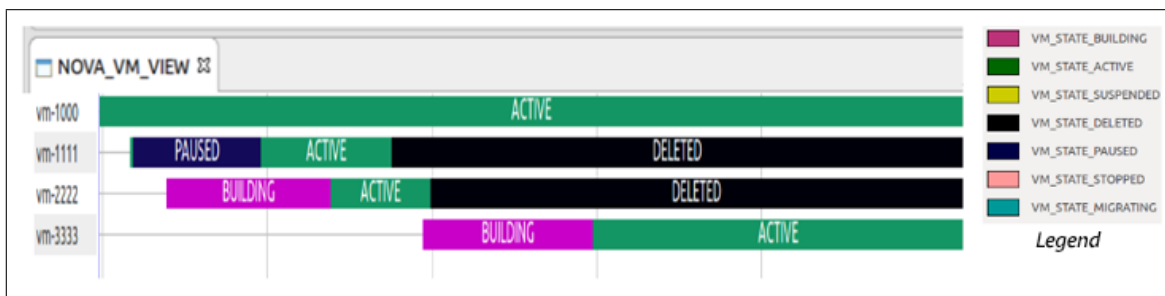 NOVA_VM_VIEW
vm-1000 ACTIVE
vm-1111 PAUSED ACTIVE DELETED
vm-2222 BUILDING ACTIVE DELETED
vm-3333 BUILDING ACTIVE
VM_STATE_BUILDING
VM_STATE_ACTIVE
VM_STATE_SUSPENDED
VM_STATE_DELETED
VM_STATE_PAUSED
VM_STATE_STOPPED
VM_STATE_MIGRATING
Legend